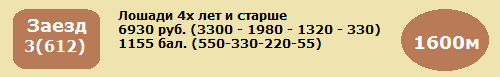 Заезд
3(612)
Лошади 4х лет и старше
6930 руб. (3300 - 1980 - 1320 - 330)
1155 бал. (550-330-220-55)
1600м